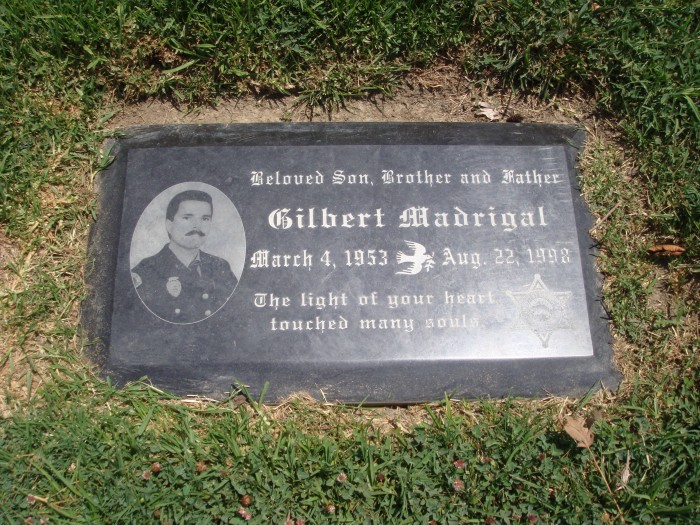 Beloved Son, Brother and Father
Gilbert Madrigal
March 4, 1953 Aug. 22, 1998
The light of your heart
touched many souls.